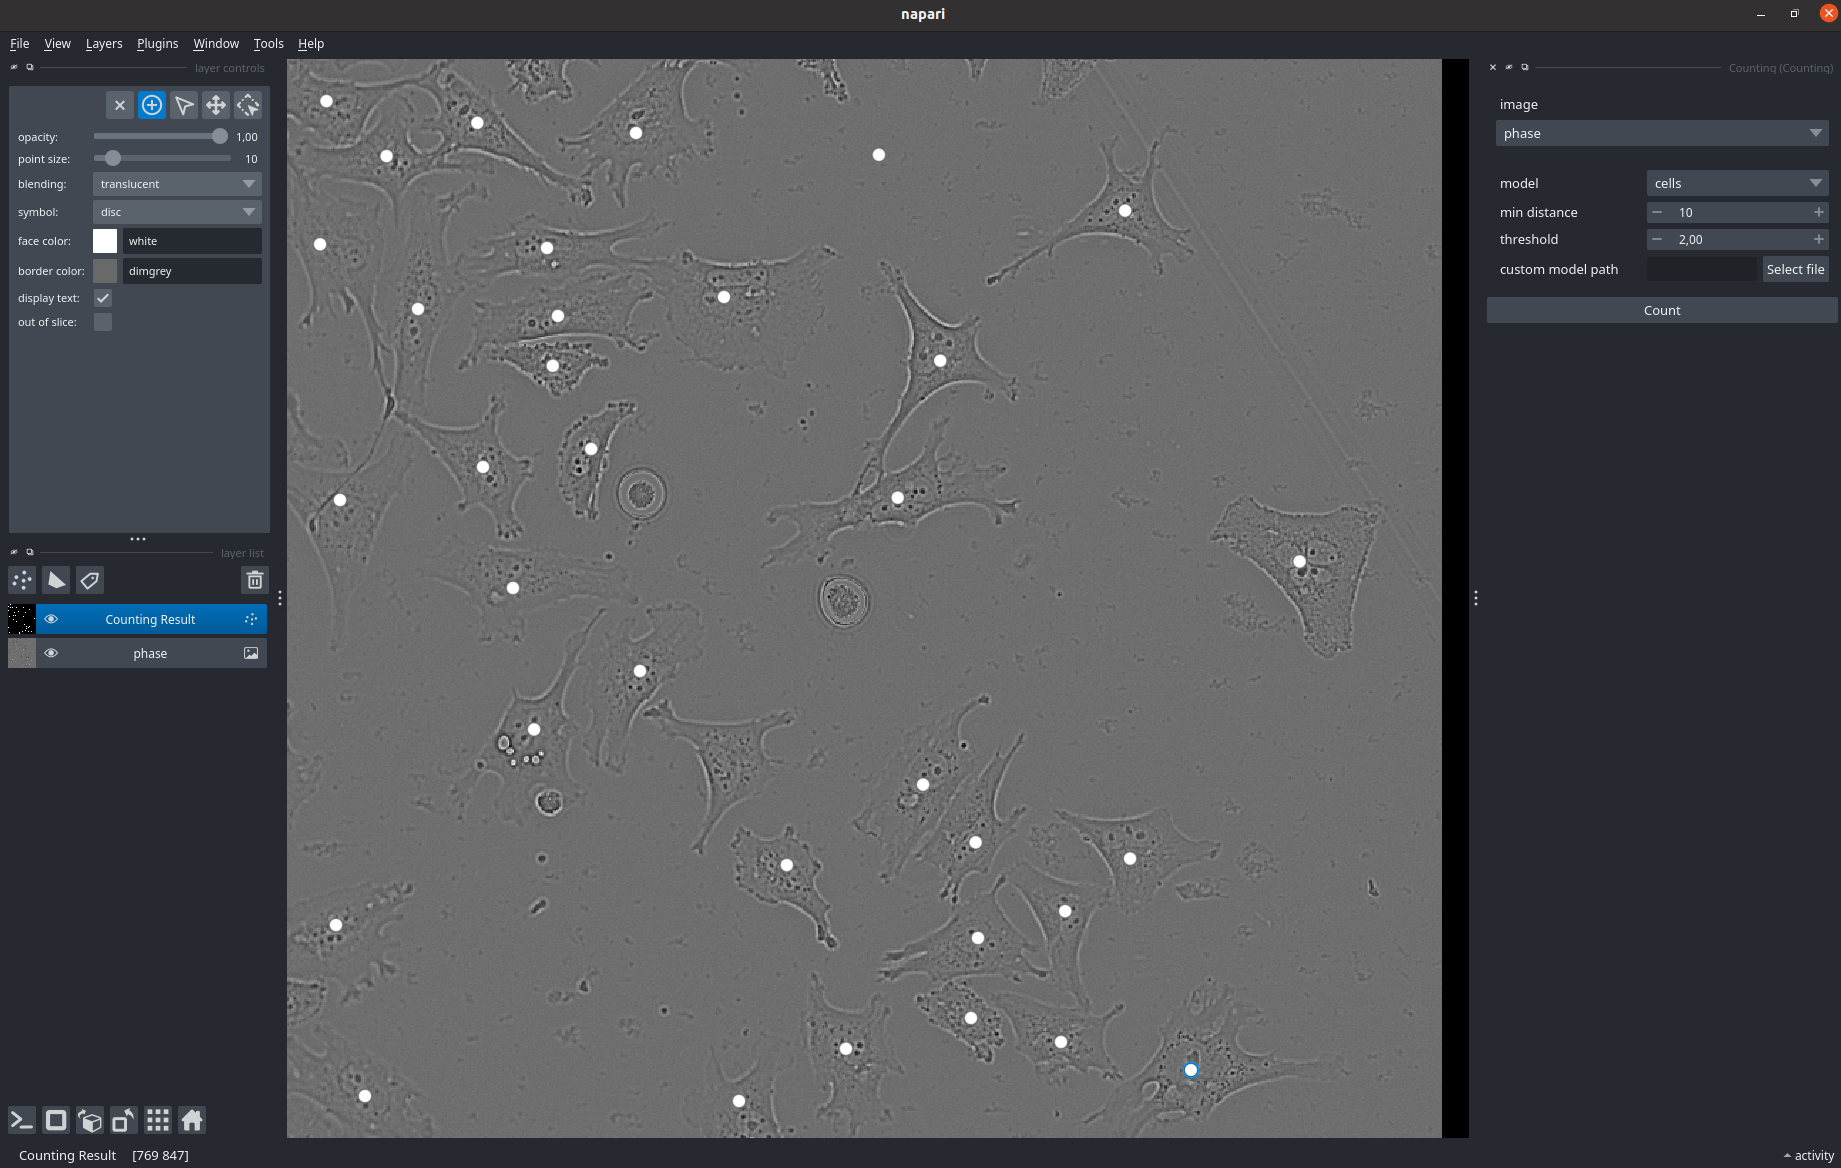 napari
File View Layers Plugins Window Tools Help
layer controls
opacity: 1,00
point size: 10
blending: translucent
symbol: disc
face color: white
border color: dimgrey
display text:
out of slice:
layer list
Counting Result
phase
Counting Result [769 847]
Counting (Counting)
image
phase
model cells
min distance 10
threshold 2,00
custom model path Select file
Count
activity